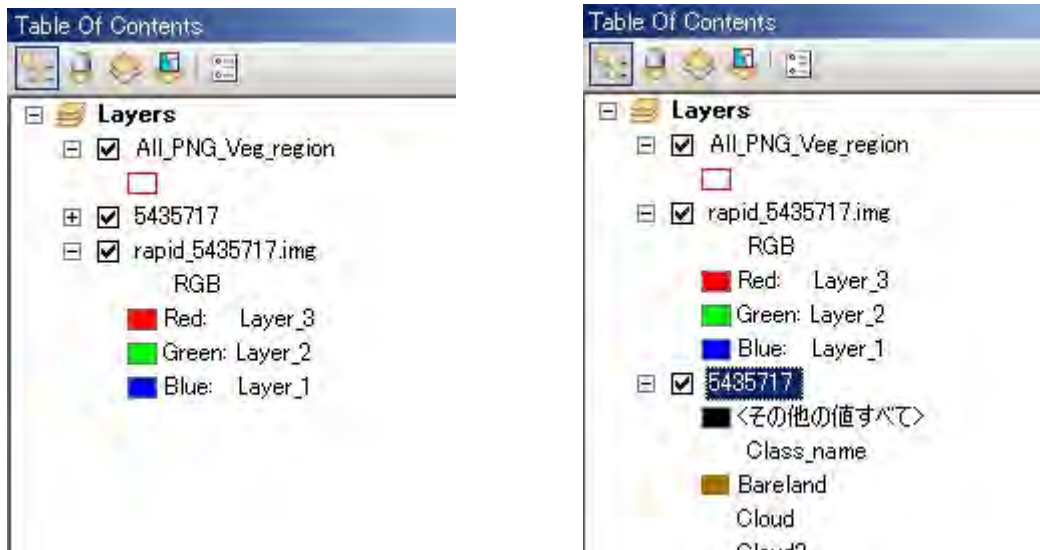 Table Of Contents
Layers
All_PNG_Veg_region
5435717
rapid_5435717.img
RGB
Red: Layer_3
Green: Layer_2
Blue: Layer_1
Table Of Contents
Layers
All_PNG_Veg_region
rapid_5435717.img
RGB
Red: Layer_3
Green: Layer_2
Blue: Layer_1
5435717
<その他の値すべて>
Class_name
Bareland
Cloud
Cloud2